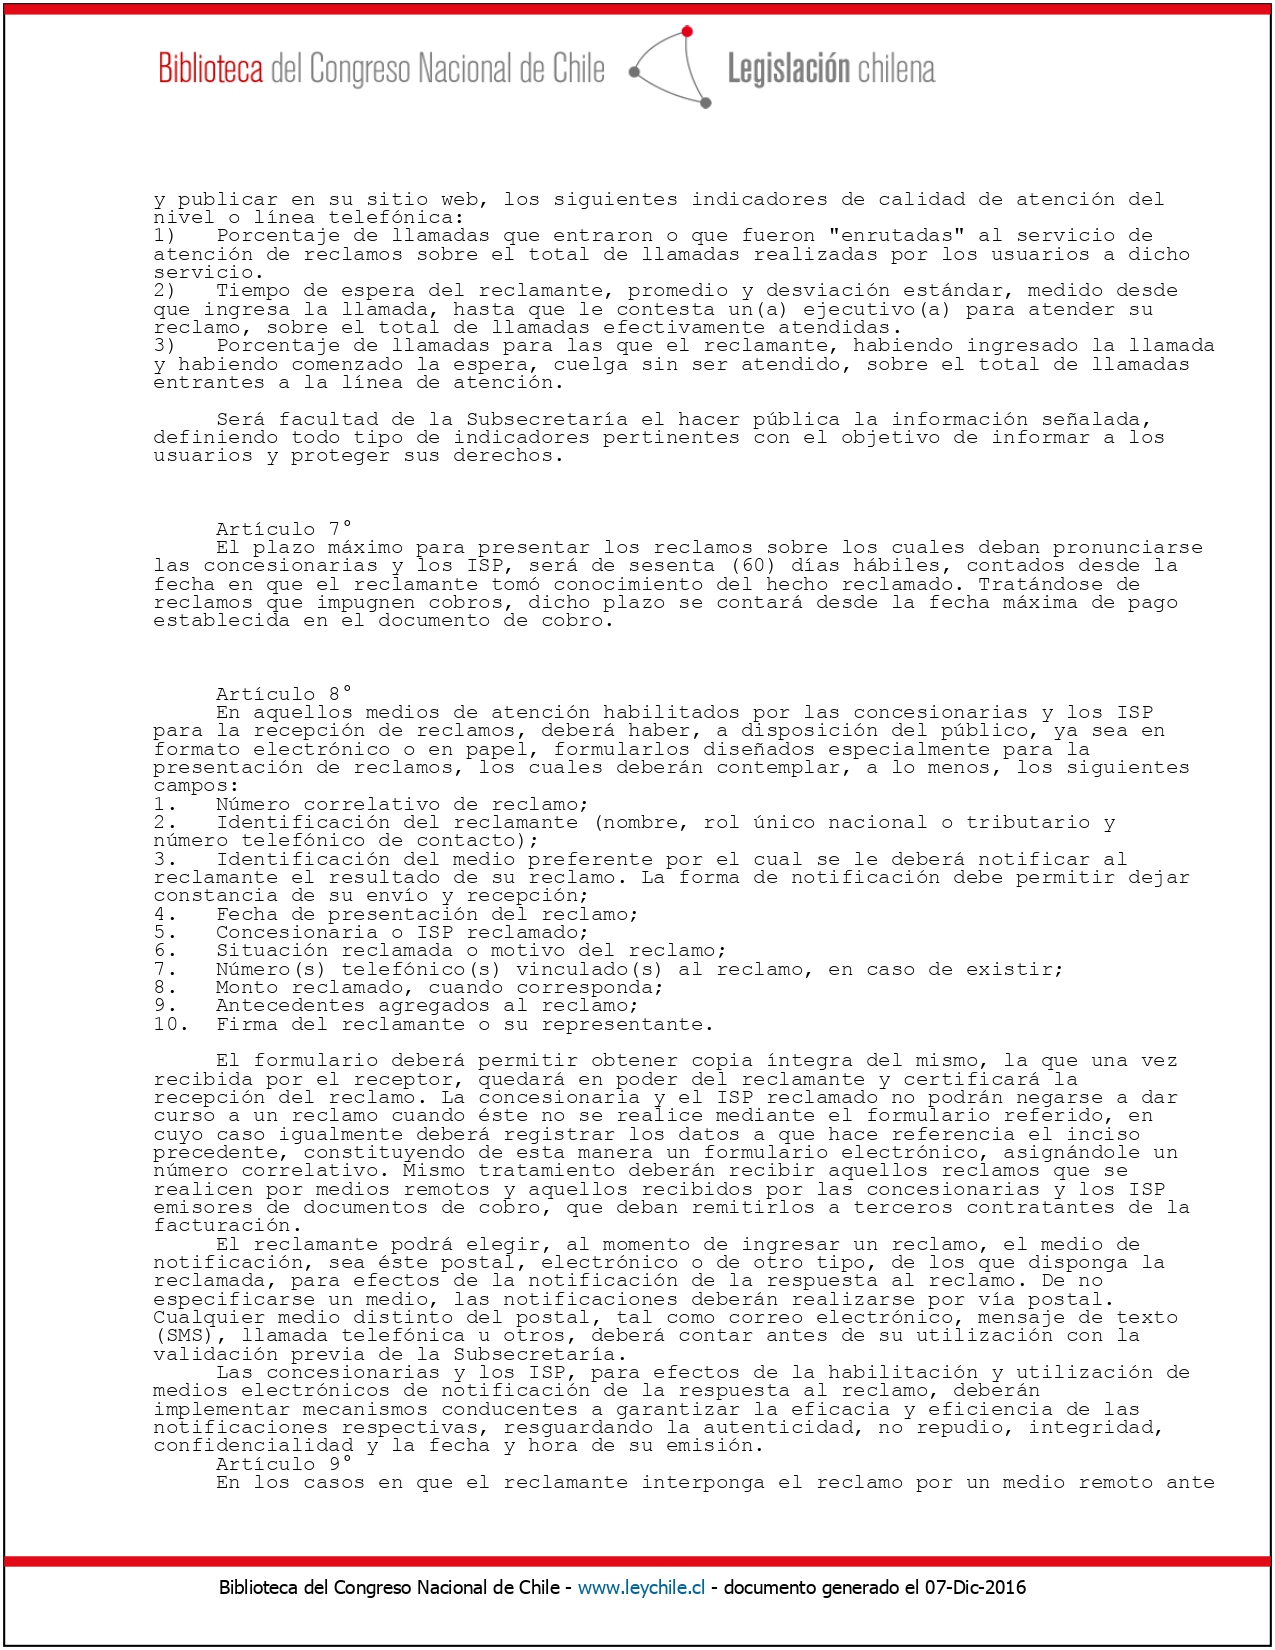 Biblioteca del Congreso Nacional de Chile Legislación chilena
y publicar en su sitio web, los siguientes indicadores de calidad de atención del
nivel o línea telefónica:
1) Porcentaje de llamadas que entraron o que fueron "enrutadas" al servicio de
atención de reclamos sobre el total de llamadas realizadas por los usuarios a dicho
servicio.
2) Tiempo de espera del reclamante, promedio y desviación estándar, medido desde
que ingresa la llamada, hasta que le contesta un(a) ejecutivo(a) para atender su
reclamo, sobre el total de llamadas efectivamente atendidas.
3) Porcentaje de llamadas para las que el reclamante, habiendo ingresado la llamada
y habiendo comenzado la espera, cuelga sin ser atendido, sobre el total de llamadas
entrantes a la línea de atención.
Será facultad de la Subsecretaría el hacer pública la información señalada,
definiendo todo tipo de indicadores pertinentes con el objetivo de informar a los
usuarios y proteger sus derechos.
Artículo 7°
El plazo máximo para presentar los reclamos sobre los cuales deban pronunciarse
las concesionarias y los ISP, será de sesenta (60) días hábiles, contados desde la
fecha en que el reclamante tomó conocimiento del hecho reclamado. Tratándose de
reclamos que impugnen cobros, dicho plazo se contará desde la fecha máxima de pago
establecida en el documento de cobro.
Artículo 8°
En aquellos medios de atención habilitados por las concesionarias y los ISP
para la recepción de reclamos, deberá haber, a disposición del público, ya sea en
formato electrónico o en papel, formularlos diseñados especialmente para la
presentación de reclamos, los cuales deberán contemplar, a lo menos, los siguientes
campos:
1. Número correlativo de reclamo;
2. Identificación del reclamante (nombre, rol único nacional o tributario y
número telefónico de contacto);
3. Identificación del medio preferente por el cual se le deberá notificar al
reclamante el resultado de su reclamo. La forma de notificación debe permitir dejar
constancia de su envío y recepción;
4. Fecha de presentación del reclamo;
5. Concesionaria o ISP reclamado;
6. Situación reclamada o motivo del reclamo;
7. Número(s) telefónico(s) vinculado(s) al reclamo, en caso de existir;
8. Monto reclamado, cuando corresponda;
9. Antecedentes agregados al reclamo;
10. Firma del reclamante o su representante.
El formulario deberá permitir obtener copia íntegra del mismo, la que una vez
recibida por el receptor, quedará en poder del reclamante y certificará la
recepción del reclamo. La concesionaria y el ISP reclamado no podrán negarse a dar
curso a un reclamo cuando éste no se realice mediante el formulario referido, en
cuyo caso igualmente deberá registrar los datos a que hace referencia el inciso
precedente, constituyendo de esta manera un formulario electrónico, asignándole un
número correlativo. Mismo tratamiento deberán recibir aquellos reclamos que se
realicen por medios remotos y aquellos recibidos por las concesionarias y los ISP
emisores de documentos de cobro, que deban remitirlos a terceros contratantes de la
facturación.
El reclamante podrá elegir, al momento de ingresar un reclamo, el medio de
notificación, sea éste postal, electrónico o de otro tipo, de los que disponga la
reclamada, para efectos de la notificación de la respuesta al reclamo. De no
especificarse un medio, las notificaciones deberán realizarse por vía postal.
Cualquier medio distinto del postal, tal como correo electrónico, mensaje de texto
(SMS), llamada telefónica u otros, deberá contar antes de su utilización con la
validación previa de la Subsecretaría.
Las concesionarias y los ISP, para efectos de la habilitación y utilización de
medios electrónicos de notificación de la respuesta al reclamo, deberán
implementar mecanismos conducentes a garantizar la eficacia y eficiencia de las
notificaciones respectivas, resguardando la autenticidad, no repudio, integridad,
confidencialidad y la fecha y hora de su emisión.
Artículo 9°
En los casos en que el reclamante interponga el reclamo por un medio remoto ante
Biblioteca del Congreso Nacional de Chile - www.leychile.cl - documento generado el 07-Dic-2016